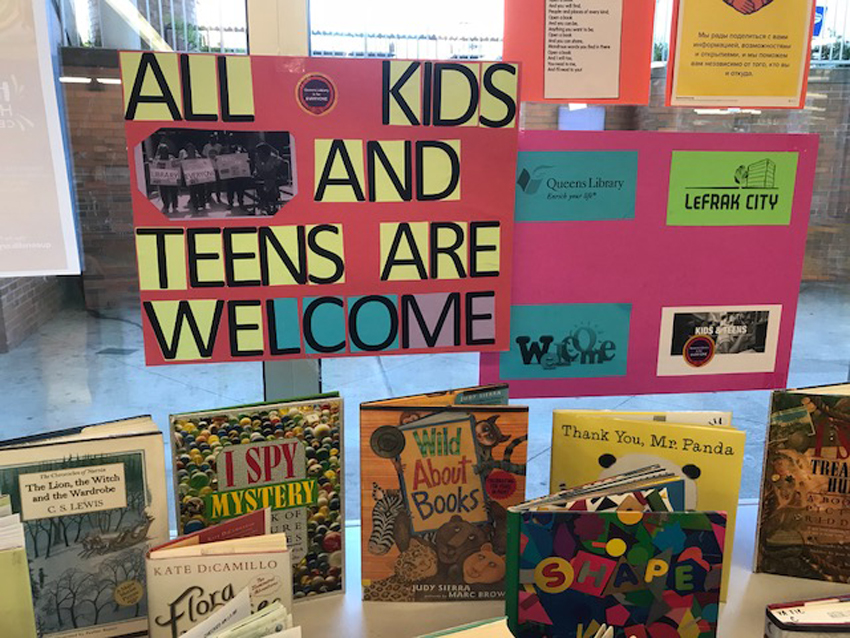 ALL KIDS
AND
TEENS ARE
WELCOME
And you will find,
People and places of every kind.
Open a book
And you can be,
Anything you want to be.
Open a book
And you can share,
Wondrous words you find in there
Open a book
And I will too,
You read to me,
And I'll read to you!
Мы рады поделиться с вами
информацией, возможностями
и открытиями, и мы поможем
вам независимо от того, кто вы
и откуда.
Queens Library
Enrich your life®
LEFRAK CITY
Welcome
KIDS & TEENS
The Chronicles of Narnia
The Lion, the Witch
and the Wardrobe
C. S. LEWIS
I SPY
MYSTERY
KATE DiCAMILLO
Flora
JUDY SIERRA
Wild
About
Books
JUDY SIERRA
MARC BROW
Thank You, Mr. Panda
SHAPE
I S
TREA
HU